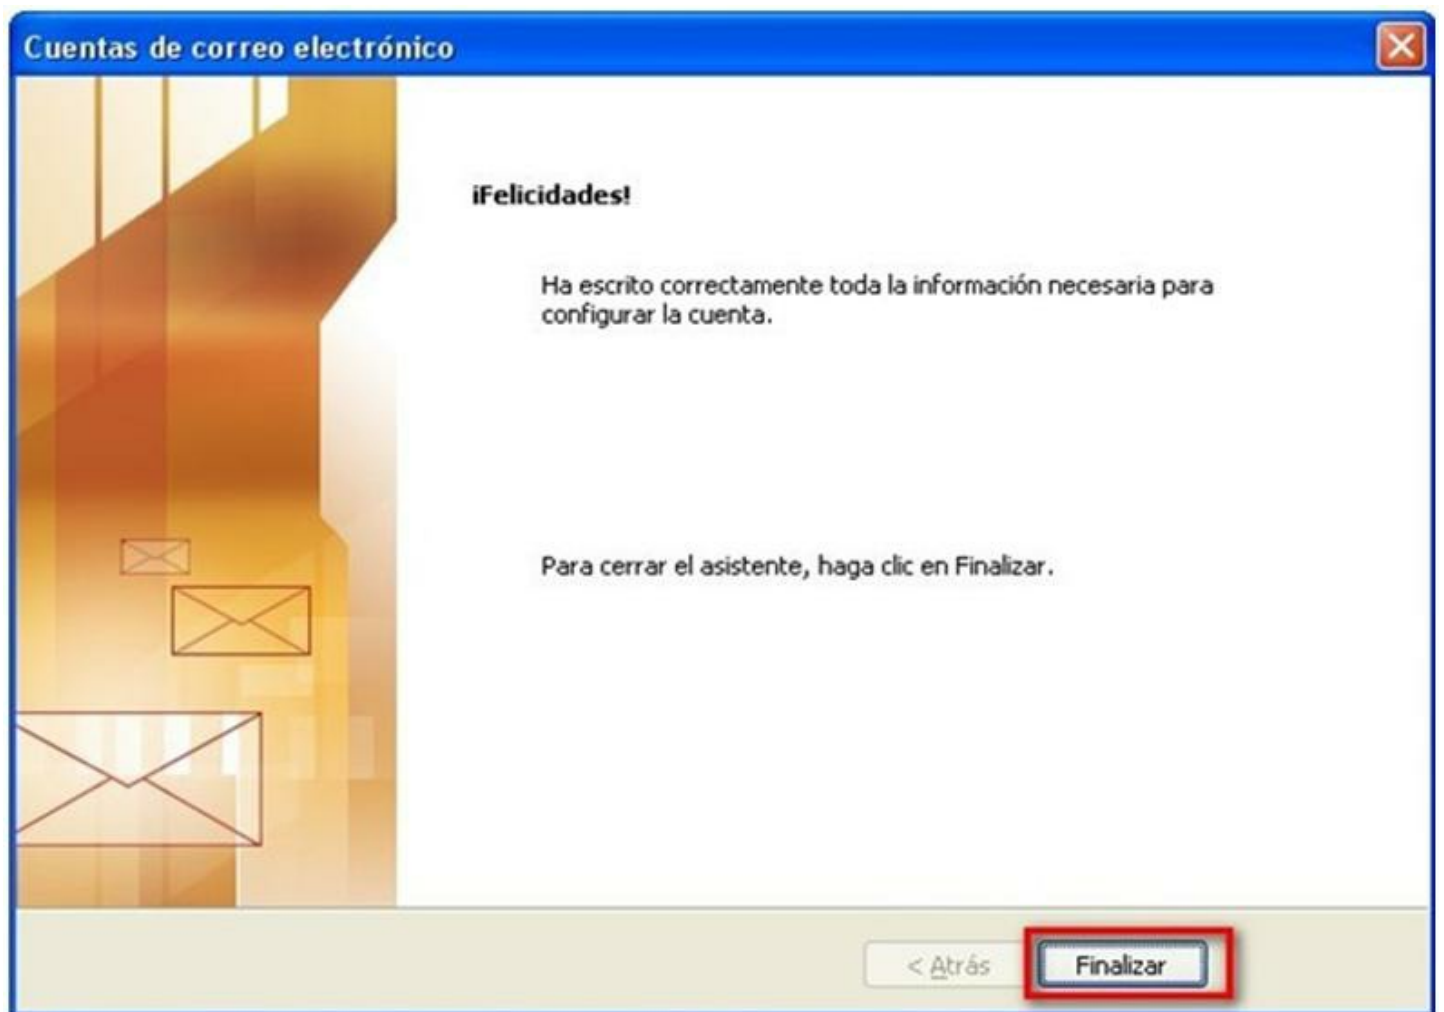 Cuentas de correo electrónico
¡Felicidades!
Ha escrito correctamente toda la información necesaria para
configurar la cuenta.
Para cerrar el asistente, haga clic en Finalizar.
< Atrás
Finalizar